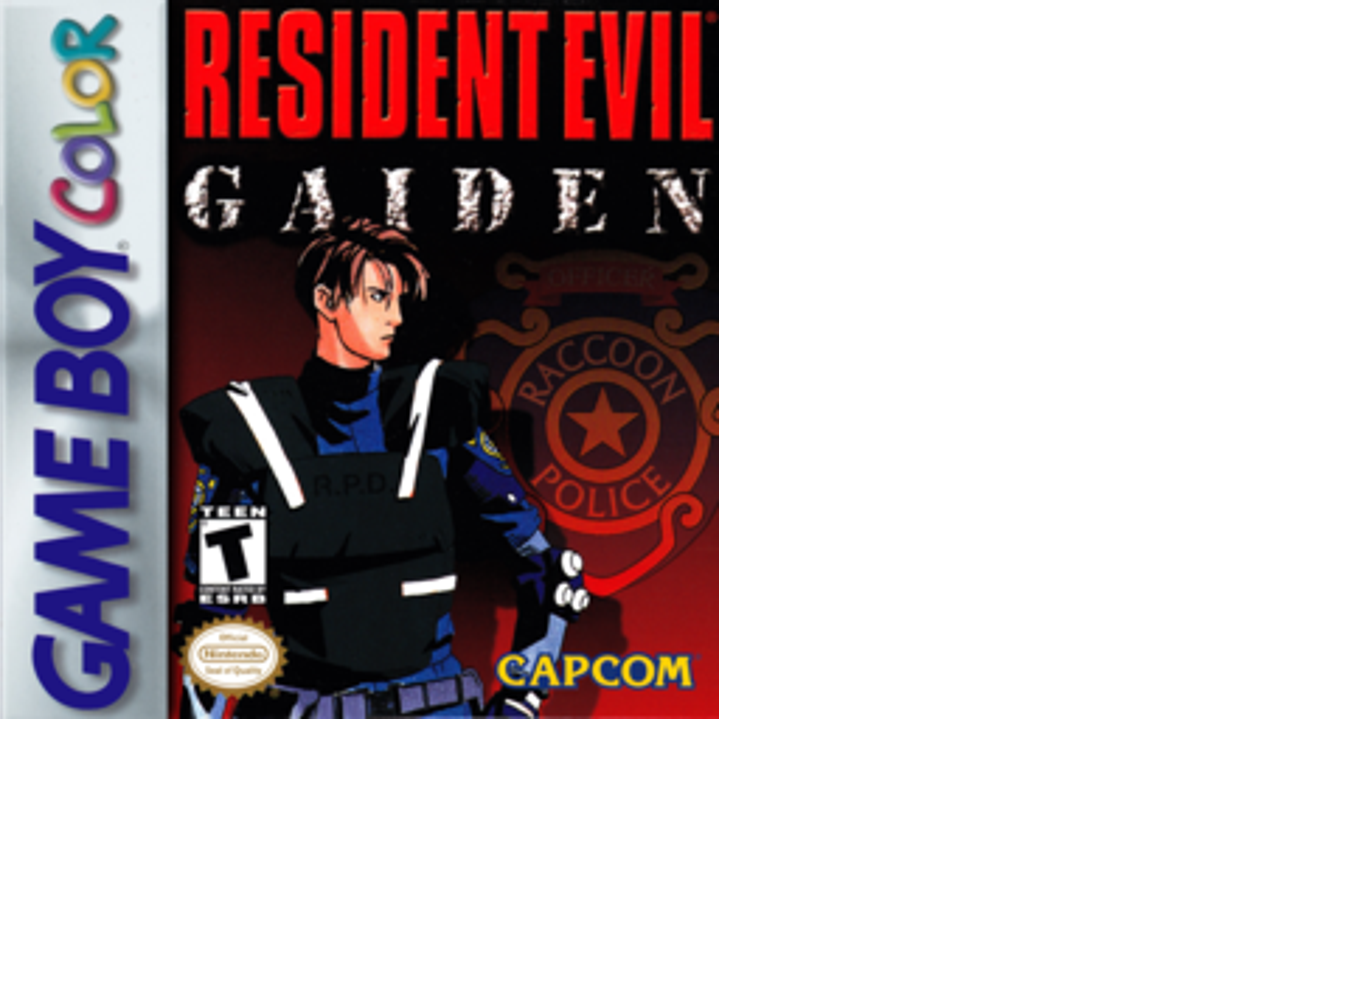 GAME BOY COLOR
RESIDENT EVIL
GAIDEN
OFFICER
RACCOON
POLICE
R.P.D.
TEEN
T
ESRB
Official
Nintendo
Seal of Quality
CAPCOM